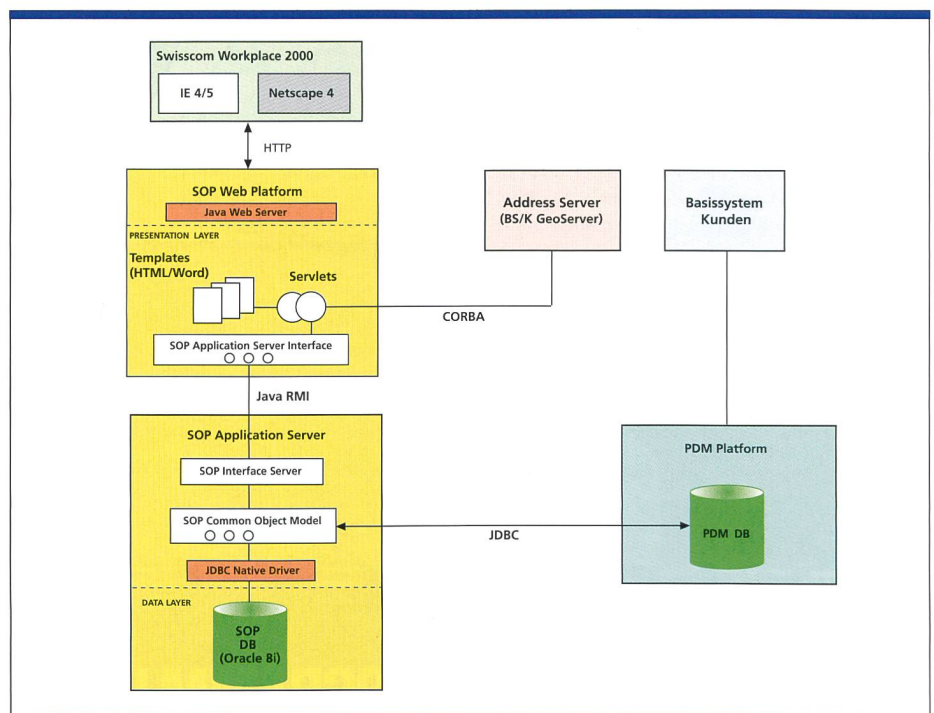 Swisscom Workplace 2000
IE 4/5
Netscape 4
HTTP
SOP Web Platform
Java Web Server
PRESENTATION LAYER
Templates
(HTML/Word)
Servlets
SOP Application Server Interface
Address Server
(BS/K GeoServer)
Basissystem
Kunden
CORBA
Java RMI
SOP Application Server
SOP Interface Server
SOP Common Object Model
JDBC Native Driver
DATA LAYER
SOP
DB
(Oracle 8i)
JDBC
PDM Platform
PDM DB